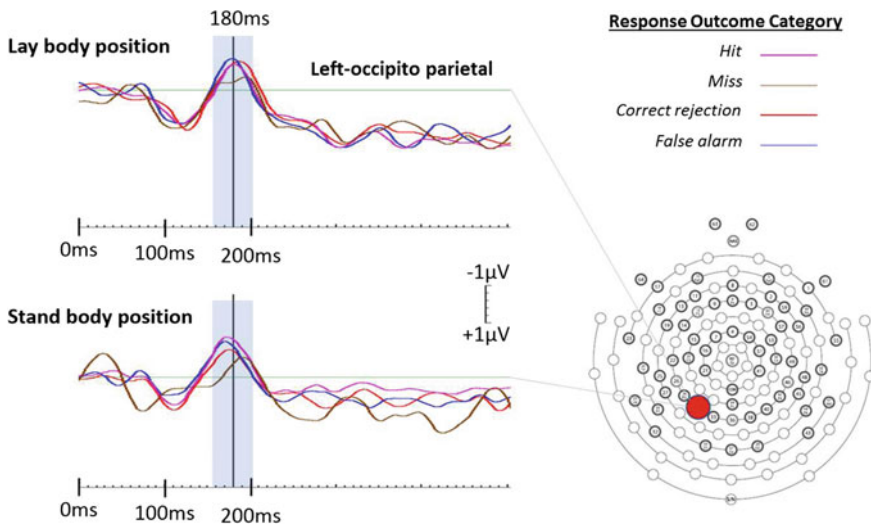 180ms
Lay body position
Left-occipito parietal
0ms
100ms
200ms
-1µV
+1µV
Stand body position
0ms
100ms
200ms
Response Outcome Category
Hit
Miss
Correct rejection
False alarm